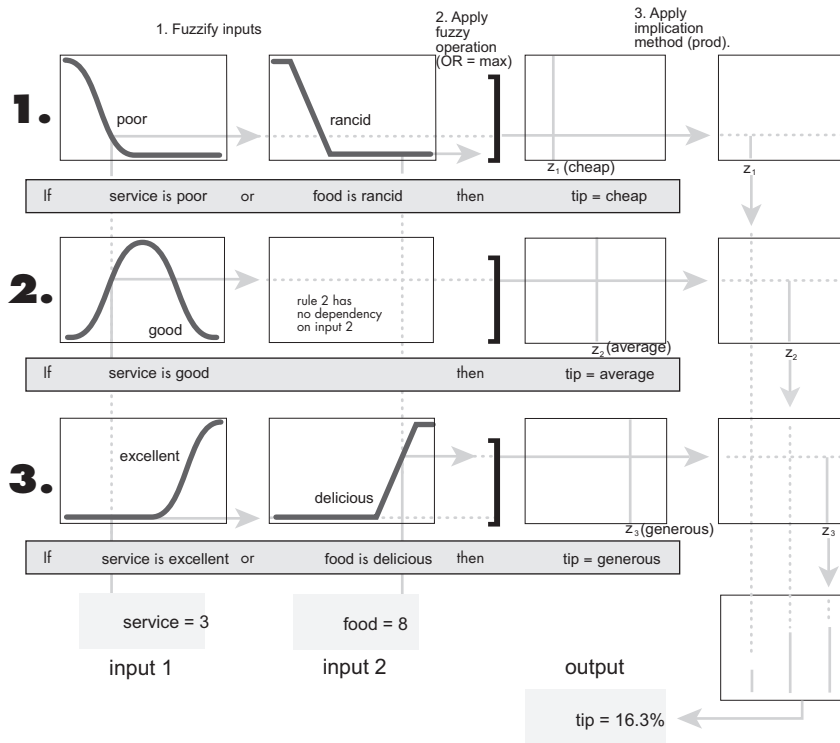 1. Fuzzify inputs
2. Apply
fuzzy
operation
(OR = max)
3. Apply
implication
method (prod).
1.
poor
rancid
z1 (cheap)
z1
If service is poor or food is rancid then tip = cheap
2.
good
rule 2 has
no dependency
on input 2
z2 (average)
z2
If service is good then tip = average
3.
excellent
delicious
z3 (generous)
z3
If service is excellent or food is delicious then tip = generous
service = 3
food = 8
input 1
input 2
output
tip = 16.3%